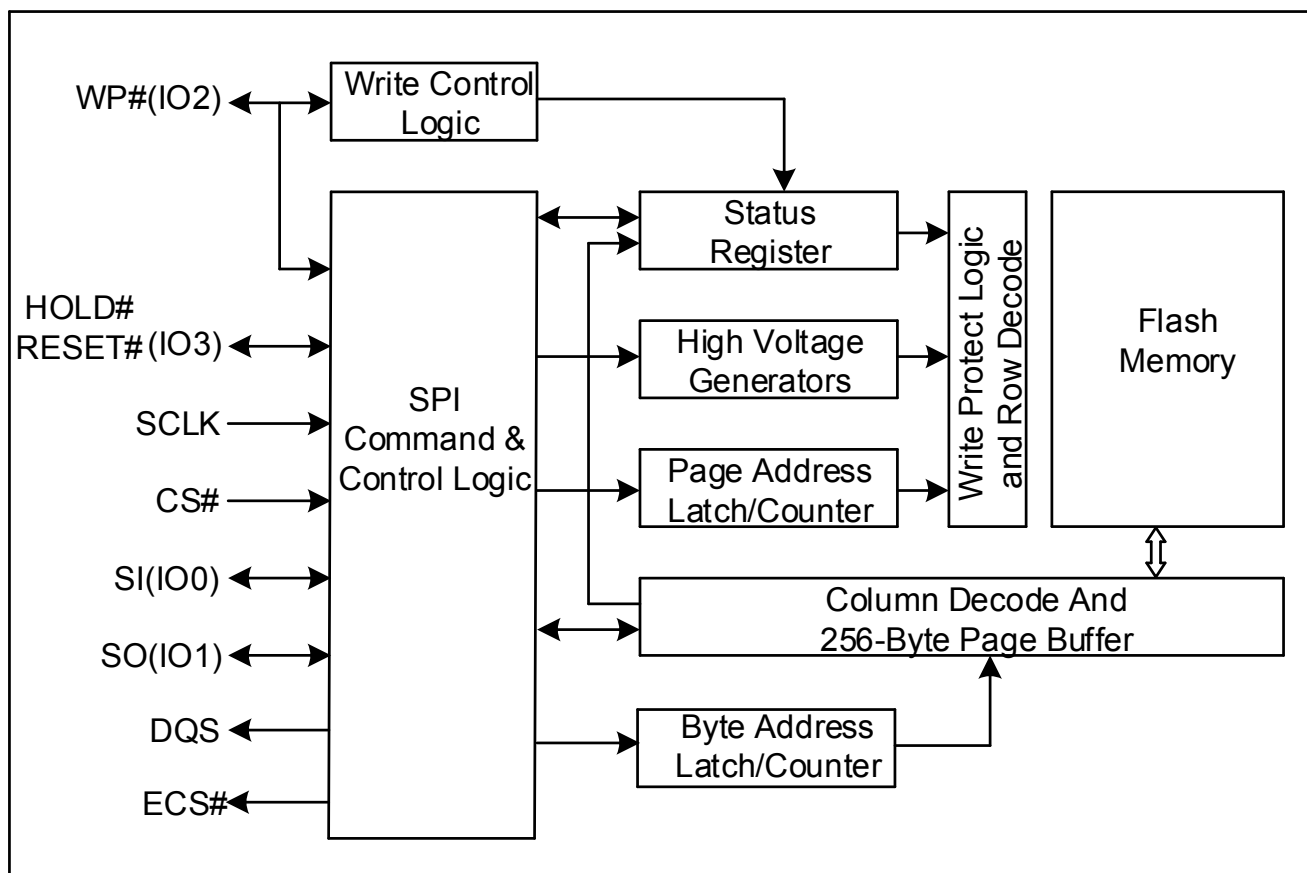 WP#(IO2)
Write Control
Logic
HOLD#
RESET#(IO3)
SCLK
CS#
SI(IO0)
SO(IO1)
DQS
ECS#
SPI
Command &
Control Logic
Status
Register
High Voltage
Generators
Page Address
Latch/Counter
Write Protect Logic
and Row Decode
Flash
Memory
Column Decode And
256-Byte Page Buffer
Byte Address
Latch/Counter